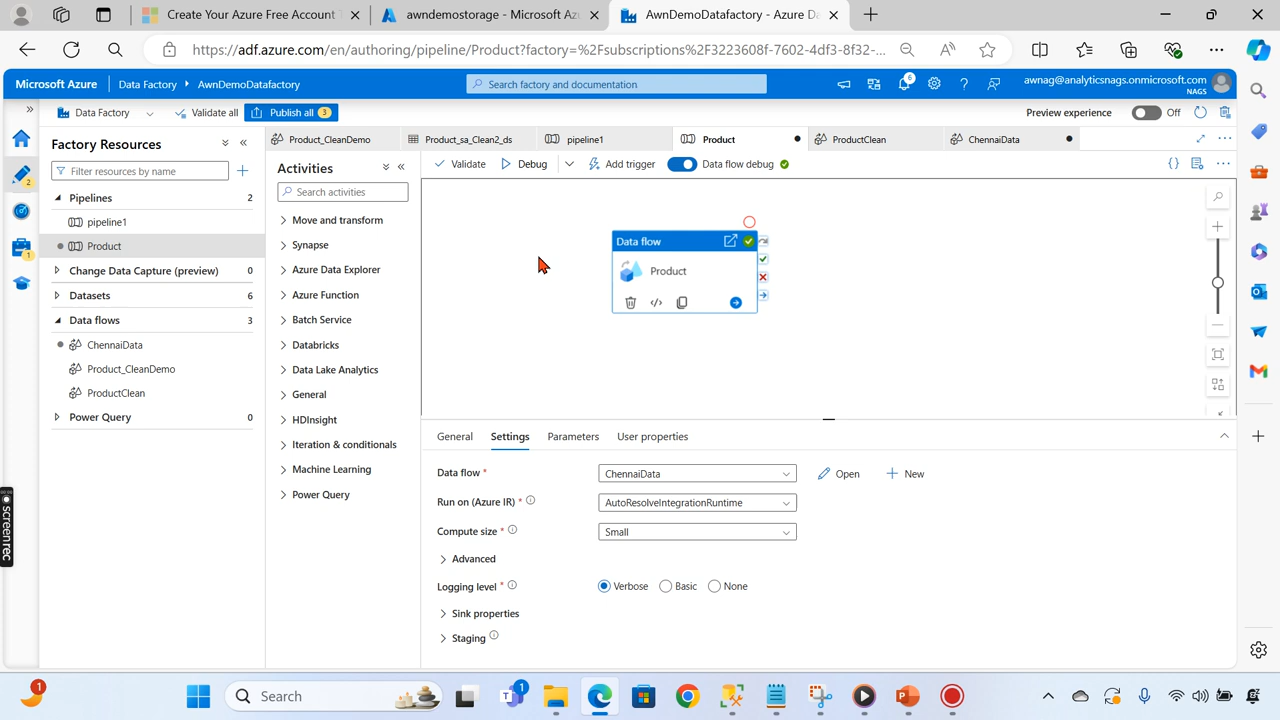 Create Your Azure Free Account T
awndemostorage - Microsoft Az
AwnDemoDatafactory - Azure Da
https://adf.azure.com/en/authoring/pipeline/Product?factory=%2Fsubscriptions%2F3223608f-7602-4df3-8f32-...
Microsoft Azure
Data Factory
AwnDemoDatafactory
Search factory and documentation
6
awnag@analyticsnags.onmicrosoft.com
NAGS
Data Factory
Validate all
Publish all 3
Preview experience
Off
Factory Resources
Filter resources by name
Pipelines 2
pipeline1
Product
Change Data Capture (preview) 0
Datasets 6
Data flows 3
ChennaiData
Product_CleanDemo
ProductClean
Power Query 0
2
1
Product_CleanDemo
Product_sa_Clean2_ds
pipeline1
Product
ProductClean
ChennaiData
Activities
Search activities
Move and transform
Synapse
Azure Data Explorer
Azure Function
Batch Service
Databricks
Data Lake Analytics
General
HDInsight
Iteration & conditionals
Machine Learning
Power Query
Validate
Debug
Add trigger
Data flow debug
Data flow
Product
General
Settings
Parameters
User properties
Data flow *
ChennaiData
Open
New
Run on (Azure IR) *
AutoResolveIntegrationRuntime
Compute size *
Small
Advanced
Logging level *
Verbose
Basic
None
Sink properties
Staging
screenrec
1
Search
1